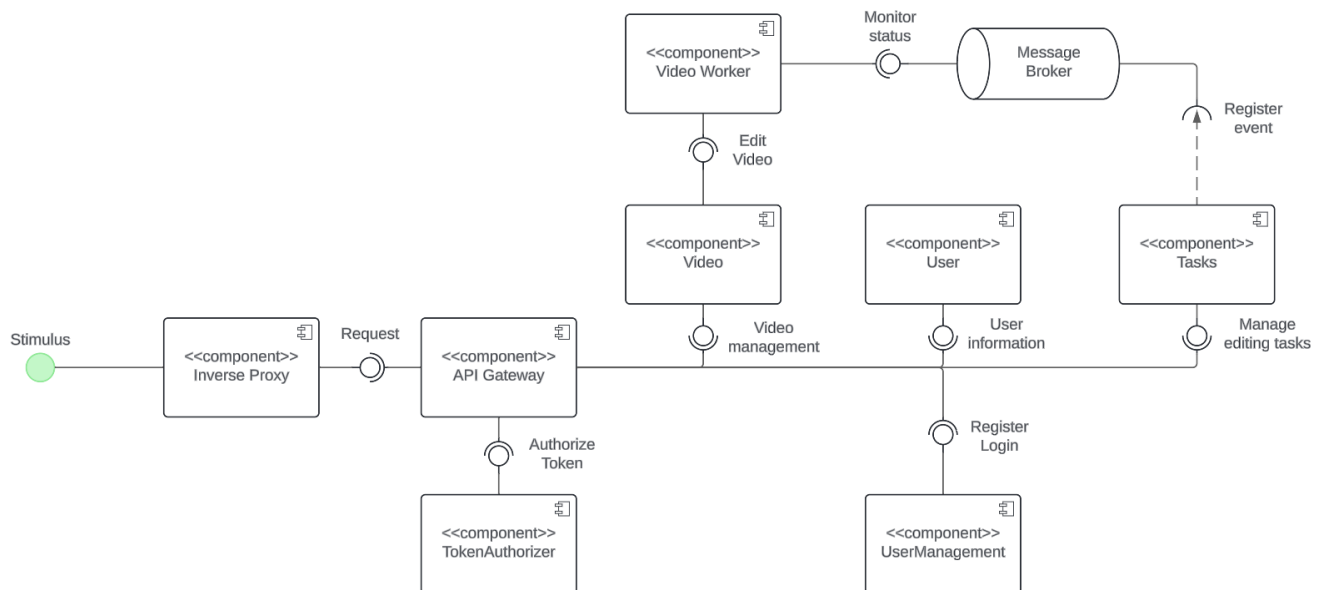 Monitor
status
<<component>>
Video Worker
Message
Broker
Register
event
Edit
Video
<<component>>
Video
<<component>>
User
<<component>>
Tasks
Stimulus
Request
Video
management
User
information
Manage
editing tasks
<<component>>
Inverse Proxy
<<component>>
API Gateway
Authorize
Token
Register
Login
<<component>>
TokenAuthorizer
<<component>>
UserManagement